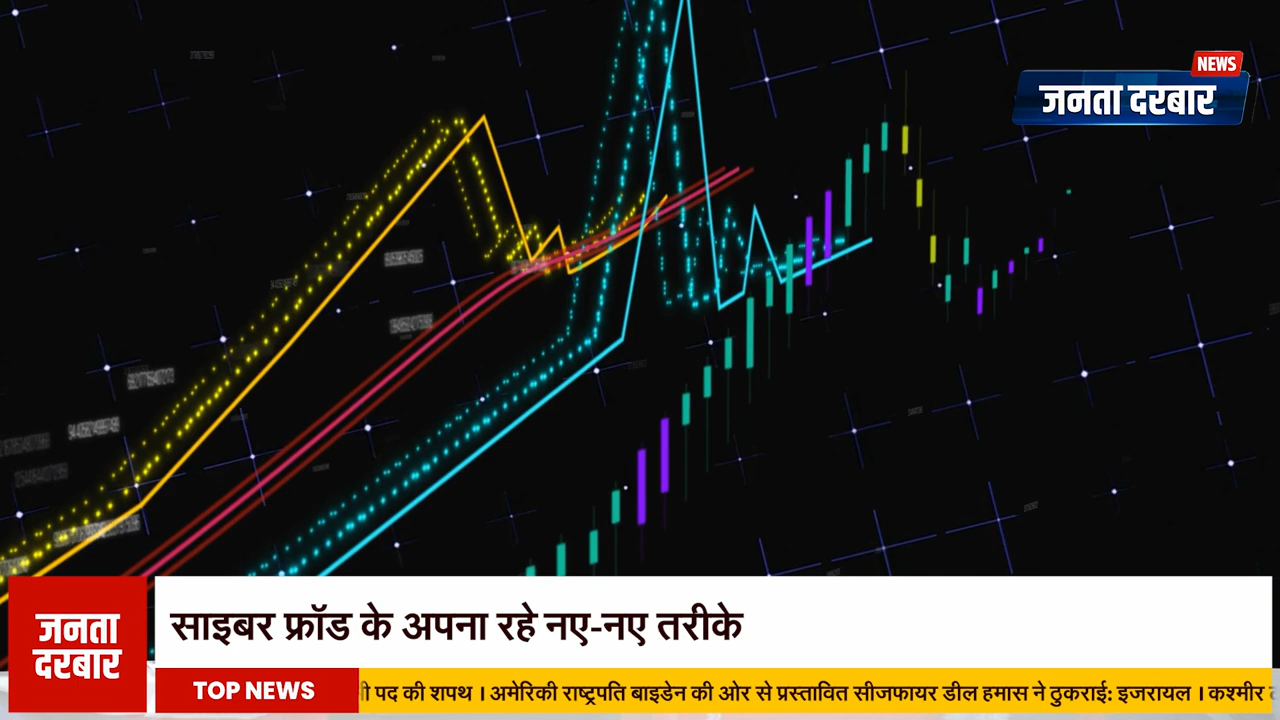 NEWS
जनता दरबार
जनता
दरबार
साइबर फ्रॉड के अपना रहे नए-नए तरीके
TOP NEWS
पद की शपथ । अमेरिकी राष्ट्रपति बाइडेन की ओर से प्रस्तावित सीजफायर डील हमास ने ठुकराई: इजरायल । कश्मीर